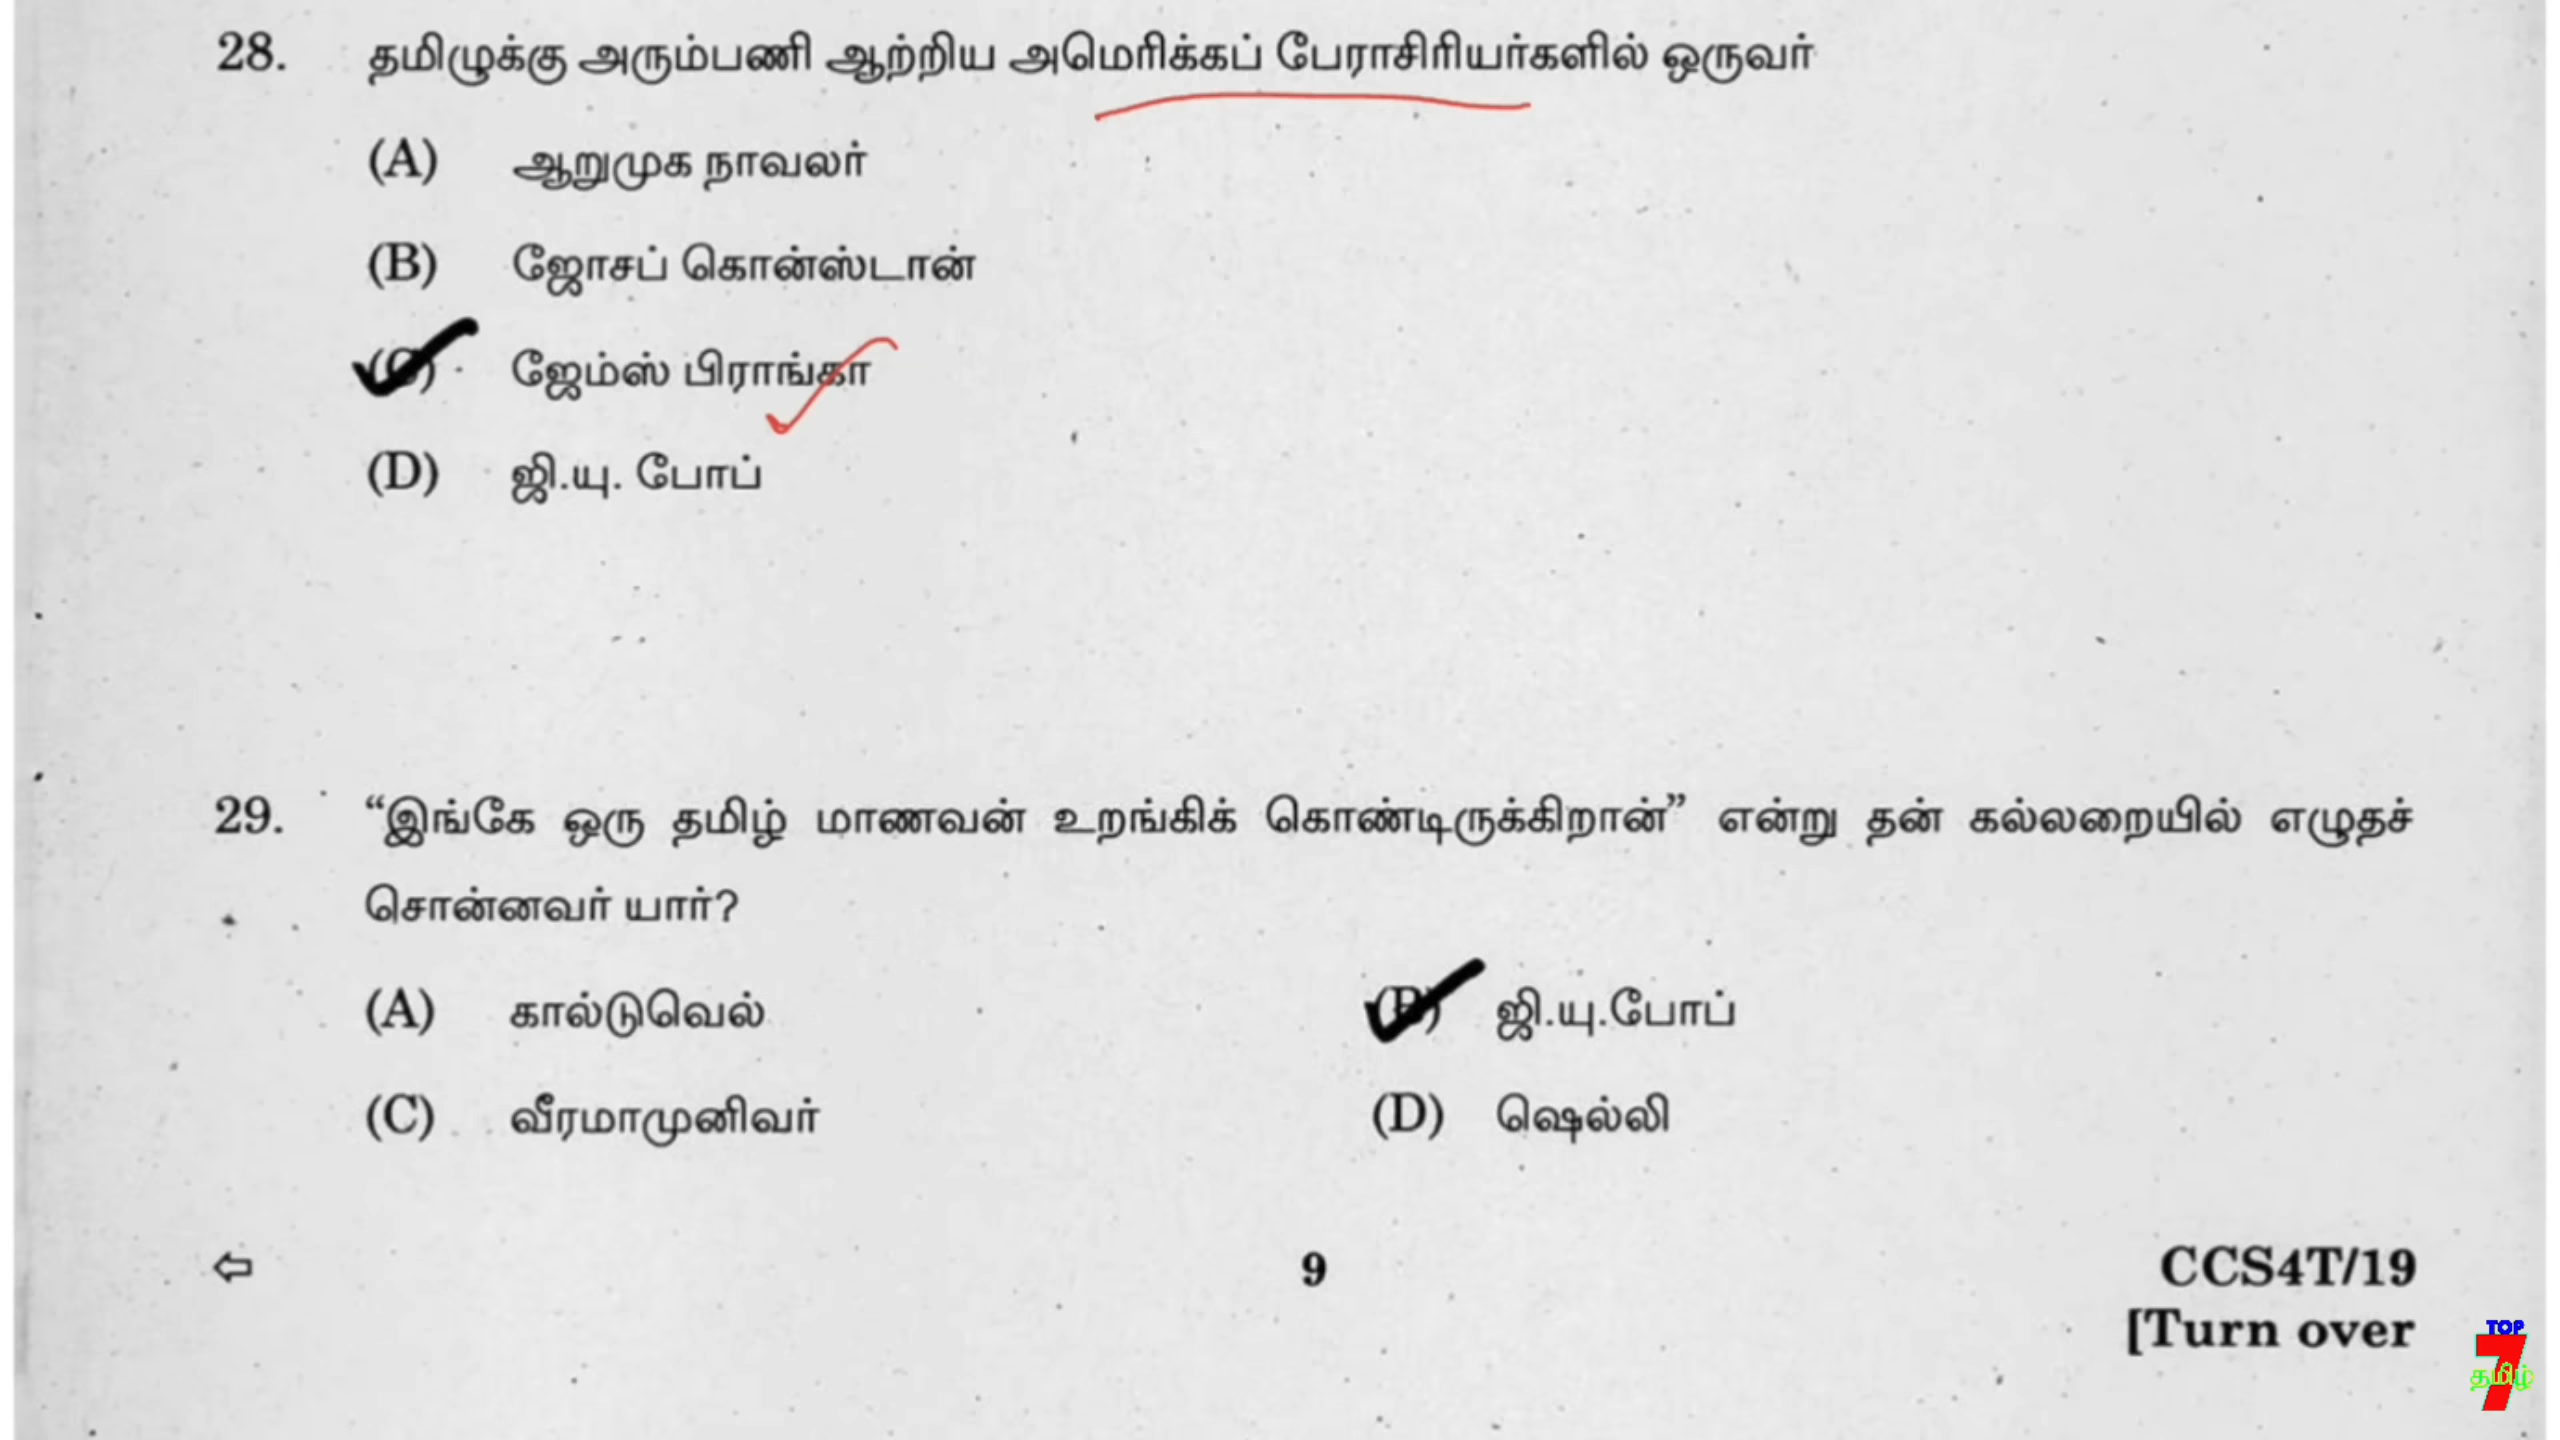 28. தமிழுக்கு அரும்பணி ஆற்றிய அமெரிக்கப் பேராசிரியர்களில் ஒருவர்
(A) ஆறுமுக நாவலர்
(B) ஜோசப் கொன்ஸ்டான்
(C) ஜேம்ஸ் பிராங்கா
(D) ஜி.யு. போப்
29. “இங்கே ஒரு தமிழ் மாணவன் உறங்கிக் கொண்டிருக்கிறான்” என்று தன் கல்லறையில் எழுதச்
சொன்னவர் யார்?
(A) கால்டுவெல் (B) ஜி.யு.போப்
(C) வீரமாமுனிவர் (D) ஷெல்லி
⇦ 9 CCS4T/19
[Turn over
TOP
7
தமிழ்